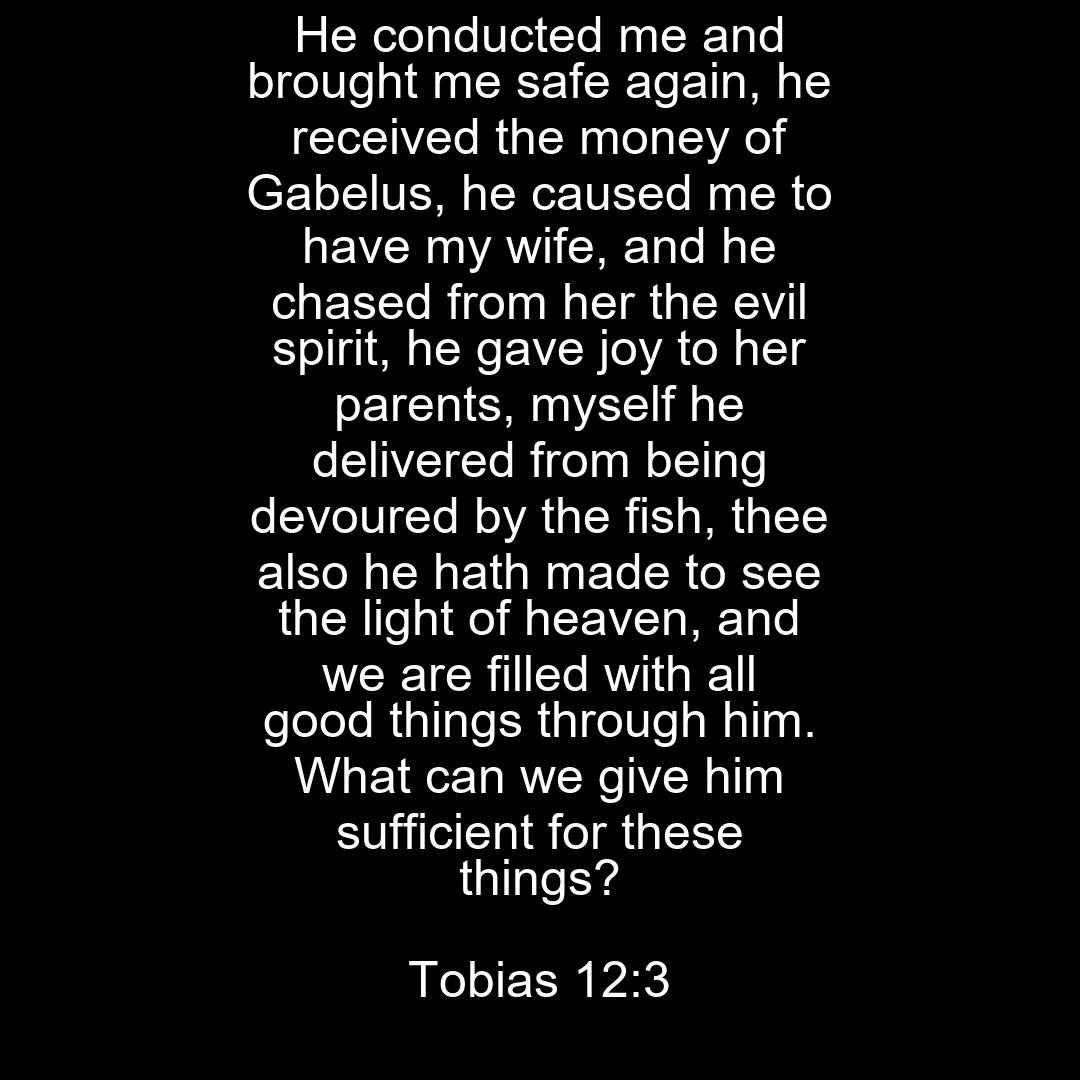 He conducted me and
brought me safe again, he
received the money of
Gabelus, he caused me to
have my wife, and he
chased from her the evil
spirit, he gave joy to her
parents, myself he
delivered from being
devoured by the fish, thee
also he hath made to see
the light of heaven, and
we are filled with all
good things through him.
What can we give him
sufficient for these
things?
Tobias 12:3